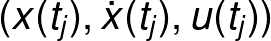 (x(tⱼ), ẋ(tⱼ), u(tⱼ))